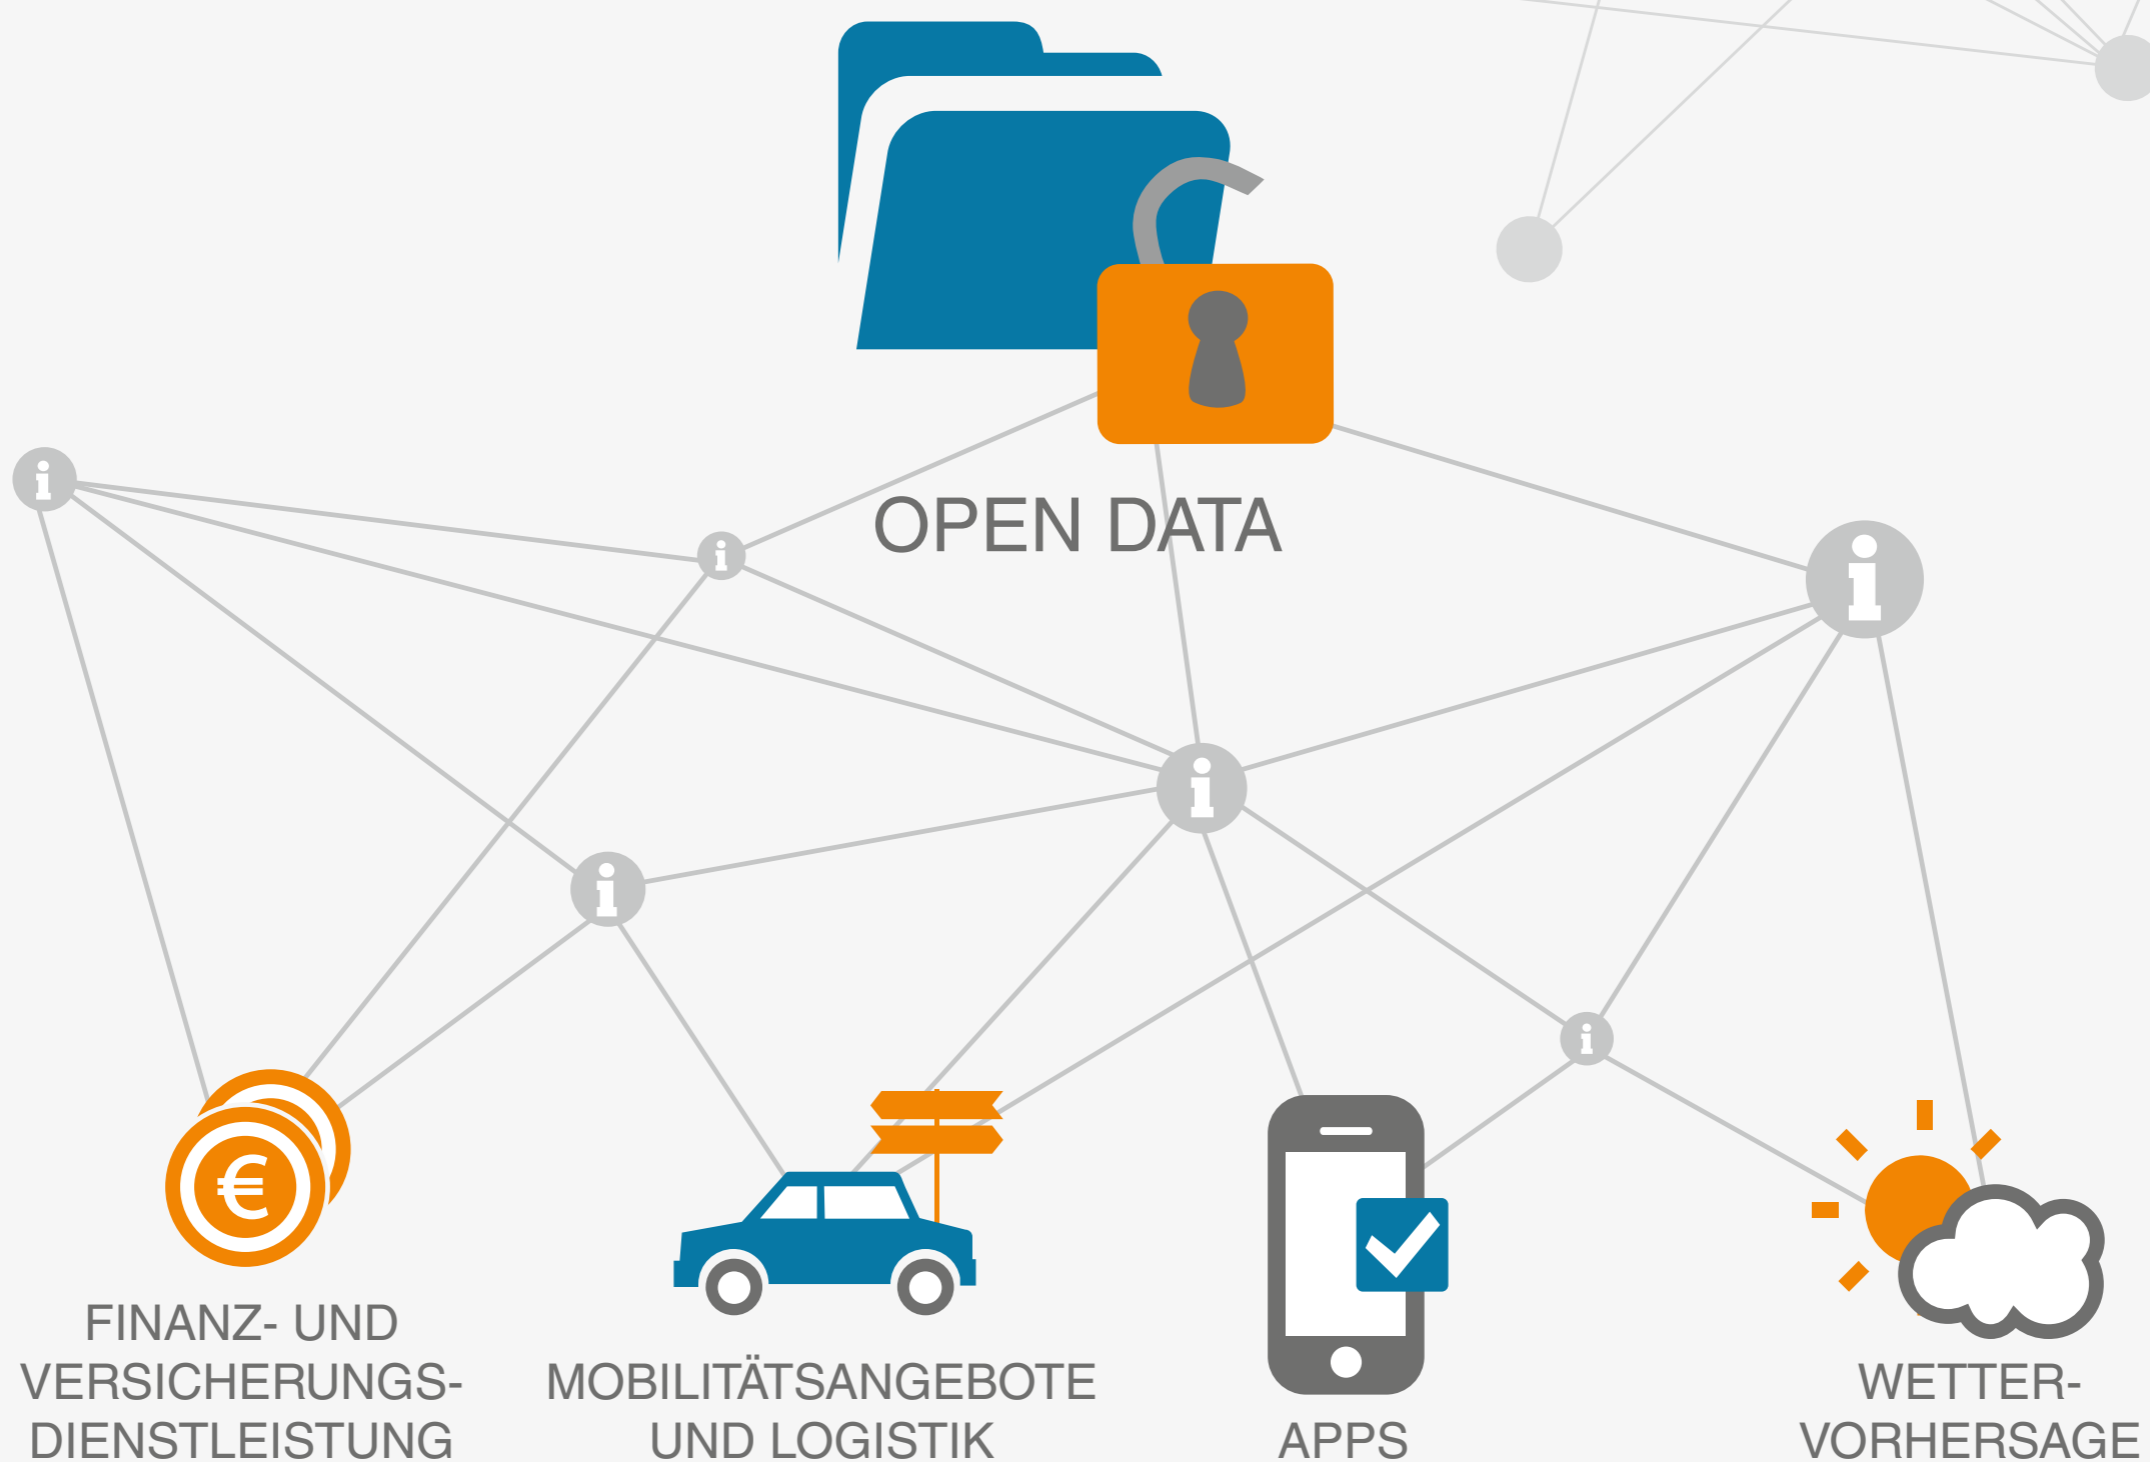 OPEN DATA
FINANZ- UND
VERSICHERUNGS-
DIENSTLEISTUNG
MOBILITÄTSANGEBOTE
UND LOGISTIK
APPS
WETTER-
VORHERSAGE